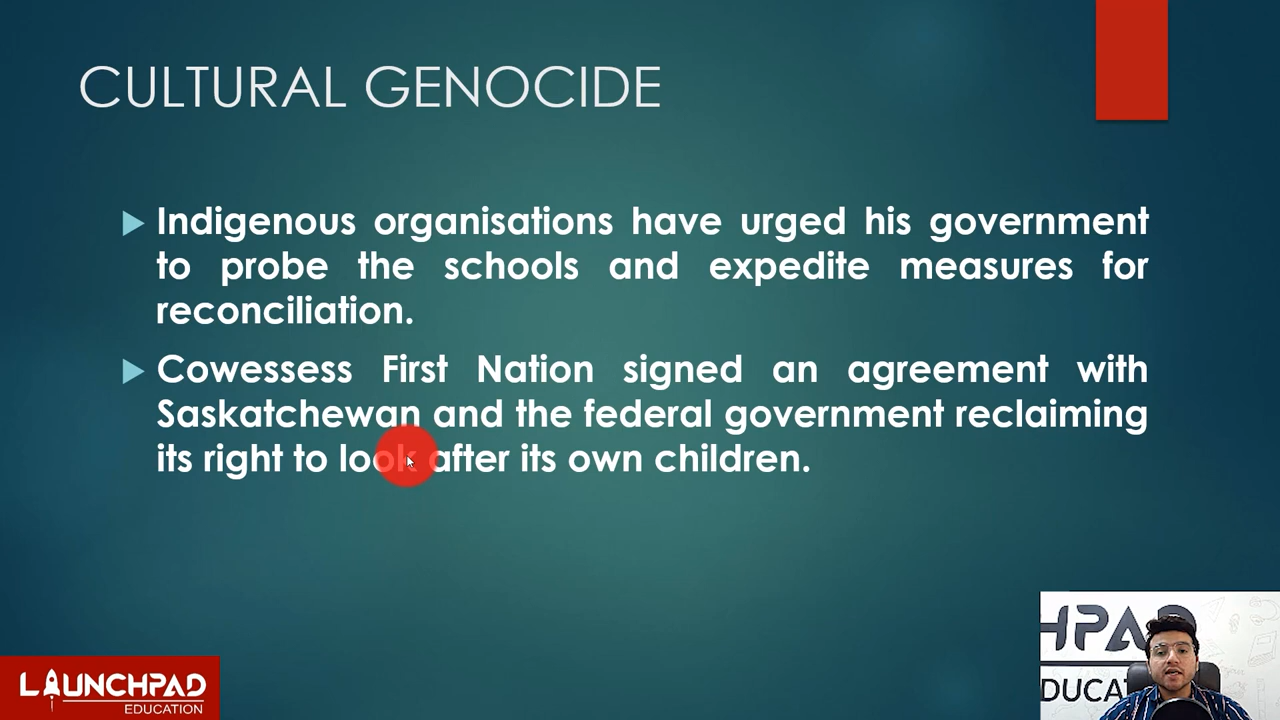 CULTURAL GENOCIDE
Indigenous organisations have urged his government
to probe the schools and expedite measures for
reconciliation.
Cowessess First Nation signed an agreement with
Saskatchewan and the federal government reclaiming
its right to look after its own children.
LAUNCHPAD
EDUCATION
HPAD
DUCAT